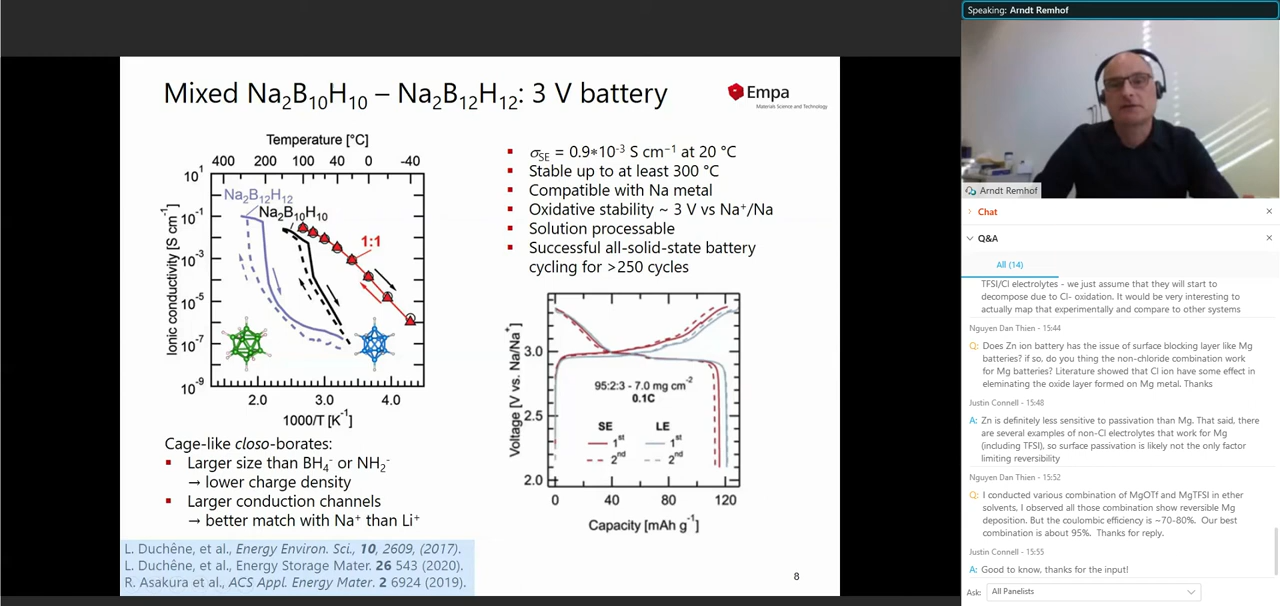 Mixed Na₂B₁₀H₁₀ – Na₂B₁₂H₁₂: 3 V battery
Empa
Materials Science and Technology
Temperature [°C]
400 200 100 40 0 -40
10¹
10⁻¹
10⁻³
10⁻⁵
10⁻⁷
10⁻⁹
Ionic conductivity [S cm⁻¹]
Na₂B₁₂H₁₂
Na₂B₁₀H₁₀
1:1
2.0 3.0 4.0
1000/T [K⁻¹]
Cage-like closo-borates:
▪ Larger size than BH₄⁻ or NH₂⁻
→ lower charge density
▪ Larger conduction channels
→ better match with Na⁺ than Li⁺
▪ σSE = 0.9*10⁻³ S cm⁻¹ at 20 °C
▪ Stable up to at least 300 °C
▪ Compatible with Na metal
▪ Oxidative stability ~ 3 V vs Na⁺/Na
▪ Solution processable
▪ Successful all-solid-state battery
cycling for >250 cycles
Voltage [V vs. Na/Na⁺]
3.0
2.5
2.0
95:2:3 - 7.0 mg cm⁻²
0.1C
SE LE
1st 1st
2nd 2nd
0 40 80 120
Capacity [mAh g⁻¹]
L. Duchêne, et al., Energy Environ. Sci., 10, 2609, (2017).
L. Duchêne, et al., Energy Storage Mater. 26 543 (2020).
R. Asakura et al., ACS Appl. Energy Mater. 2 6924 (2019).
8
Speaking: Arndt Remhof
Arndt Remhof
Chat
Q&A
All (14)
TFSI/Cl electrolytes - we just assume that they will start to
decompose due to Cl- oxidation. It would be very interesting to
actually map that experimentally and compare to other systems
Nguyen Dan Thien - 15:44
Q: Does Zn ion battery has the issue of surface blocking layer like Mg
batteries? if so, do you thing the non-chloride combination work
for Mg batteries? Literature showed that Cl ion have some effect in
eleminating the oxide layer formed on Mg metal. Thanks
Justin Connell - 15:48
A: Zn is definitely less sensitive to passivation than Mg. That said, there
are several examples of non-Cl electrolytes that work for Mg
(including TFSI), so surface passivation is likely not the only factor
limiting reversibility
Nguyen Dan Thien - 15:52
Q: I conducted various combination of MgOTf and MgTFSI in ether
solvents, I observed all those combination show reversible Mg
deposition. But the coulombic efficiency is ~70-80%. Our best
combination is about 95%. Thanks for reply.
Justin Connell - 15:55
A: Good to know, thanks for the input!
Ask: All Panelists